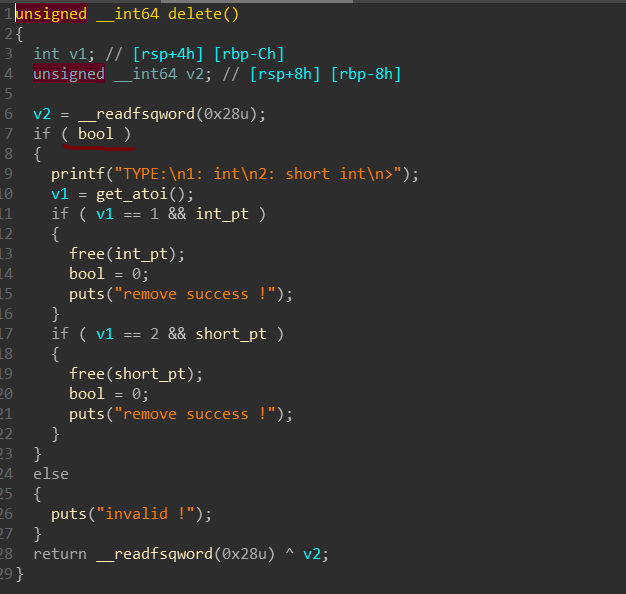 1 unsigned __int64 delete()
2 {
3 int v1; // [rsp+4h] [rbp-Ch]
4 unsigned __int64 v2; // [rsp+8h] [rbp-8h]
5
6 v2 = __readfsqword(0x28u);
7 if ( bool )
8 {
9 printf("TYPE:\n1: int\n2: short int\n>");
10 v1 = get_atoi();
11 if ( v1 == 1 && int_pt )
12 {
13 free(int_pt);
14 bool = 0;
15 puts("remove success !");
16 }
17 if ( v1 == 2 && short_pt )
18 {
19 free(short_pt);
20 bool = 0;
21 puts("remove success !");
22 }
23 }
24 else
25 {
26 puts("invalid !");
27 }
28 return __readfsqword(0x28u) ^ v2;
29 }